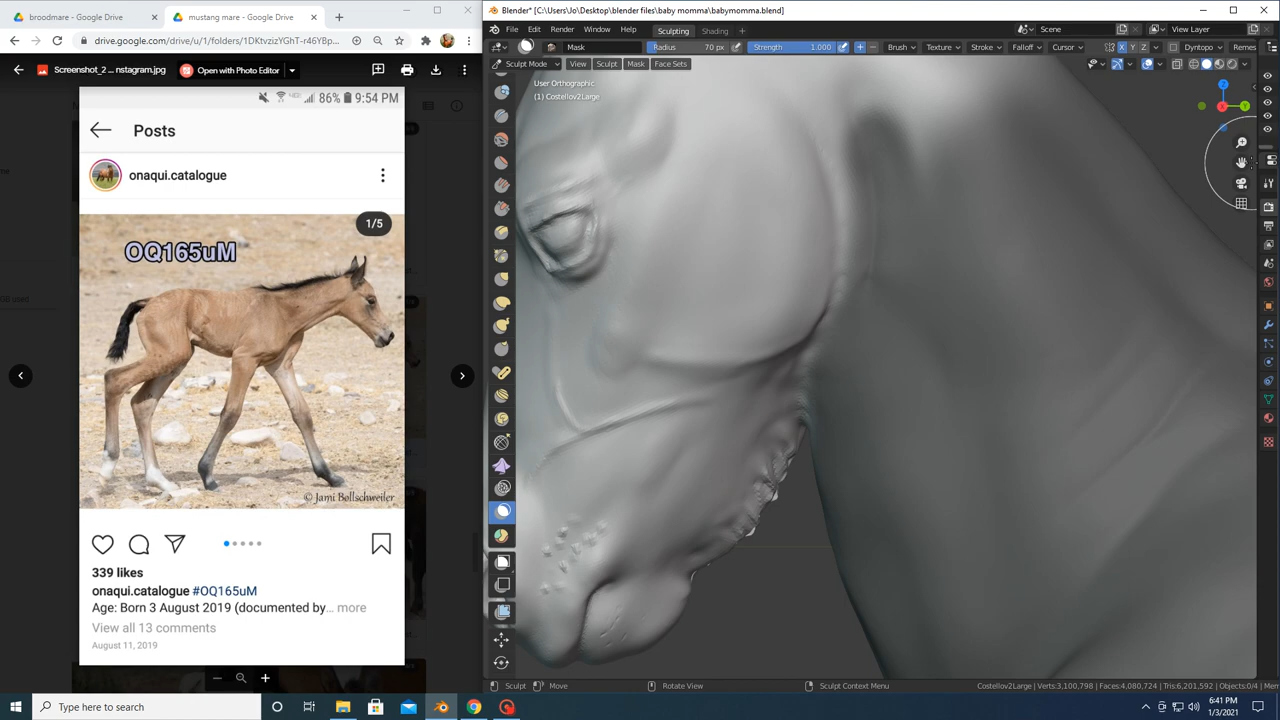 broodmare - Google Drive
mustang mare - Google Drive
drive.google.com/drive/u/1/folders/1DKtvzizYGhT-r46YBp...
Screenshot_2 ... nstagram.jpg
Open with Photo Editor
86% 9:54 PM
Posts
onaqui.catalogue
1/5
OQ165uM
© Jami Bollschweiler
339 likes
onaqui.catalogue #OQ165uM
Age: Born 3 August 2019 (documented by... more
View all 13 comments
August 11, 2019
Blender* [C:\Users\Jo\Desktop\blender files\baby momma\babymomma.blend]
File Edit Render Window Help Sculpting Shading Scene View Layer
Mask Radius 70 px Strength 1.000 Brush Texture Stroke Falloff Cursor X Y Z Dyntopo Remes
Sculpt Mode View Sculpt Mask Face Sets
User Orthographic
(1) Costellov2Large
Z
Y
Sculpt Move Rotate View Sculpt Context Menu Costellov2Large | Verts:3,100,798 | Faces:4,080,724 | Tris:6,201,592 | Objects:0/4 | Men
Type here to search
6:41 PM
1/3/2021